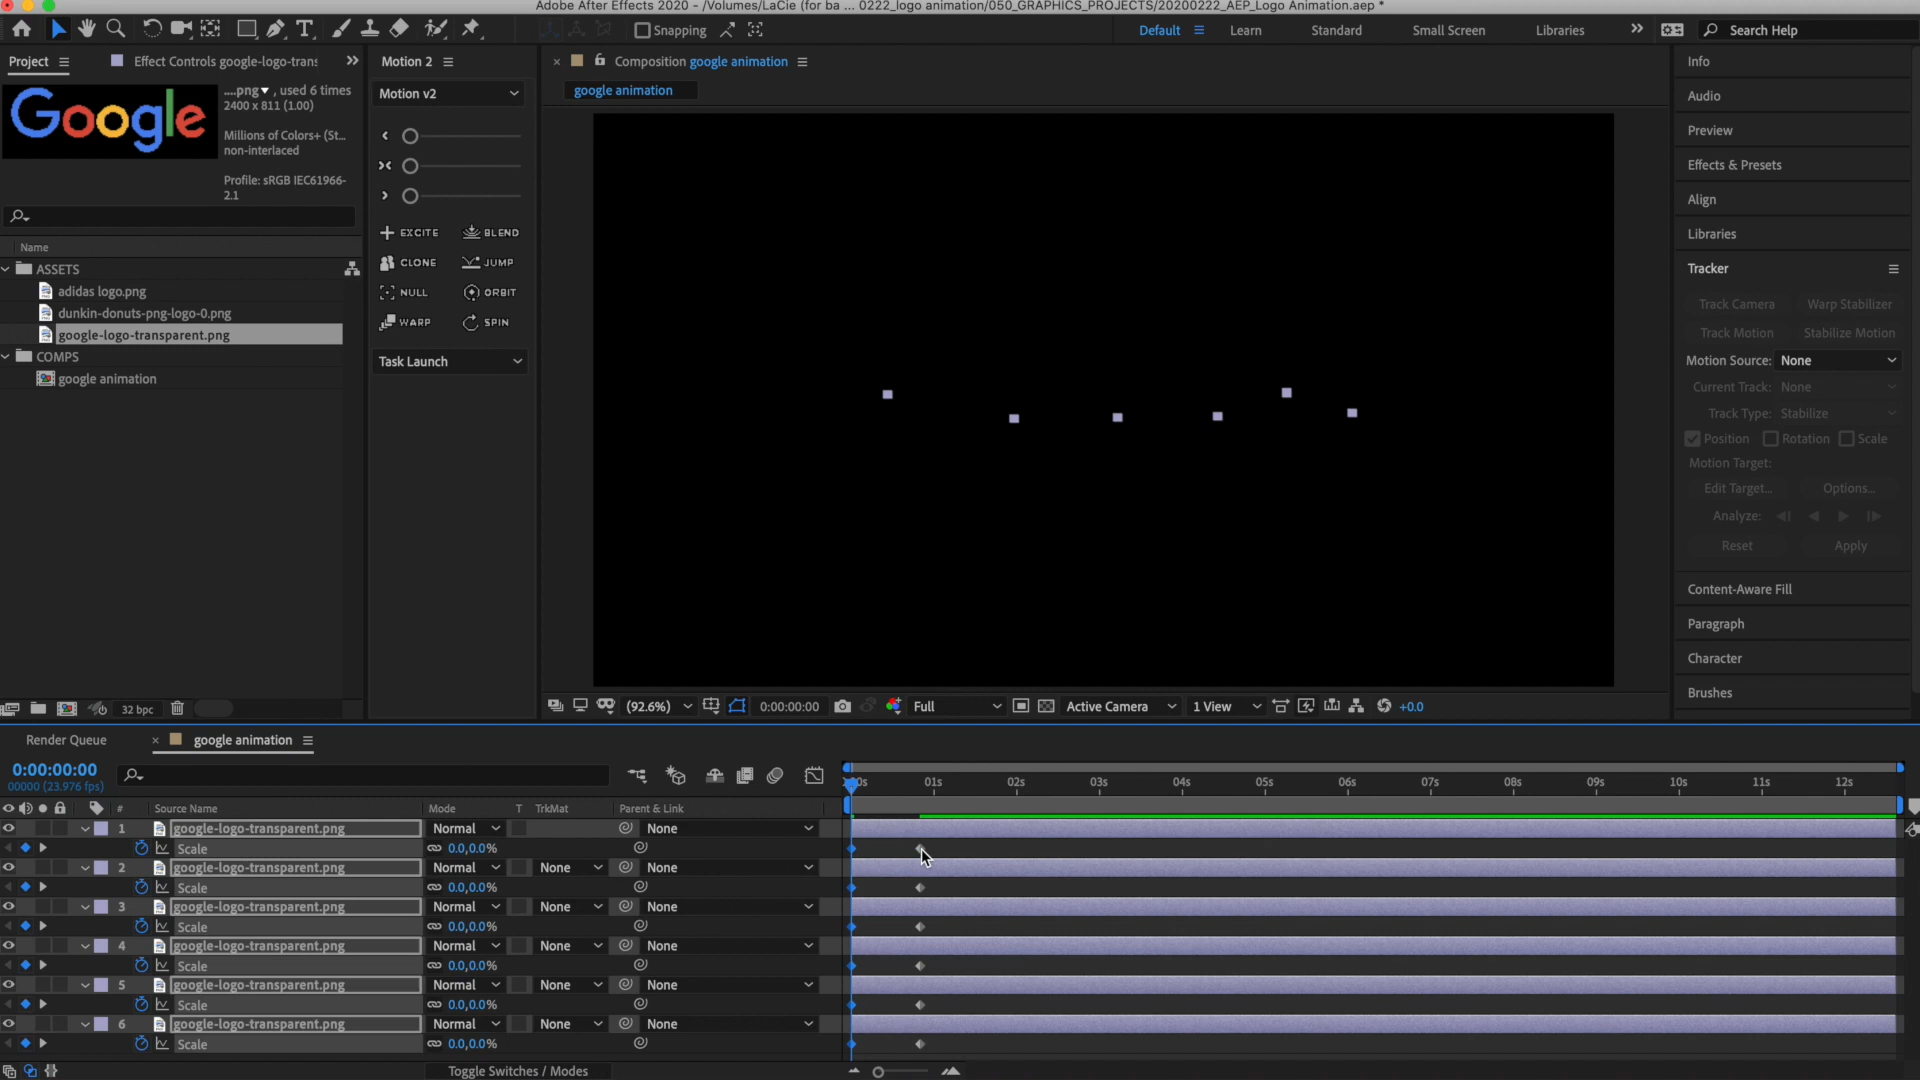 Adobe After Effects 2020 - /Volumes/LaCie (for ba ... 0222_logo animation/050_GRAPHICS_PROJECTS/20200222_AEP_Logo Animation.aep *
Snapping
Default
Learn
Standard
Small Screen
Libraries
Search Help
Project
Effect Controls google-logo-trans
Google
....png , used 6 times
2400 x 811 (1.00)
Millions of Colors+ (St...
non-interlaced
Profile: sRGB IEC61966-
2.1
Name
ASSETS
adidas logo.png
dunkin-donuts-png-logo-0.png
google-logo-transparent.png
COMPS
google animation
32 bpc
Motion 2
Motion v2
EXCITE
BLEND
CLONE
JUMP
NULL
ORBIT
WARP
SPIN
Task Launch
Composition google animation
google animation
(92.6%)
0:00:00:00
Full
Active Camera
1 View
+0.0
Info
Audio
Preview
Effects & Presets
Align
Libraries
Tracker
Track Camera
Warp Stabilizer
Track Motion
Stabilize Motion
Motion Source: None
Current Track: None
Track Type: Stabilize
Position
Rotation
Scale
Motion Target:
Edit Target...
Options...
Analyze:
Reset
Apply
Content-Aware Fill
Paragraph
Character
Brushes
Render Queue
google animation
0:00:00:00
00000 (23.976 fps)
# Source Name Mode T TrkMat Parent & Link
01s 02s 03s 04s 05s 06s 07s 08s 09s 10s 11s 12s
1 google-logo-transparent.png Normal None
Scale 0.0,0.0%
2 google-logo-transparent.png Normal None None
Scale 0.0,0.0%
3 google-logo-transparent.png Normal None None
Scale 0.0,0.0%
4 google-logo-transparent.png Normal None None
Scale 0.0,0.0%
5 google-logo-transparent.png Normal None None
Scale 0.0,0.0%
6 google-logo-transparent.png Normal None None
Scale 0.0,0.0%
Toggle Switches / Modes